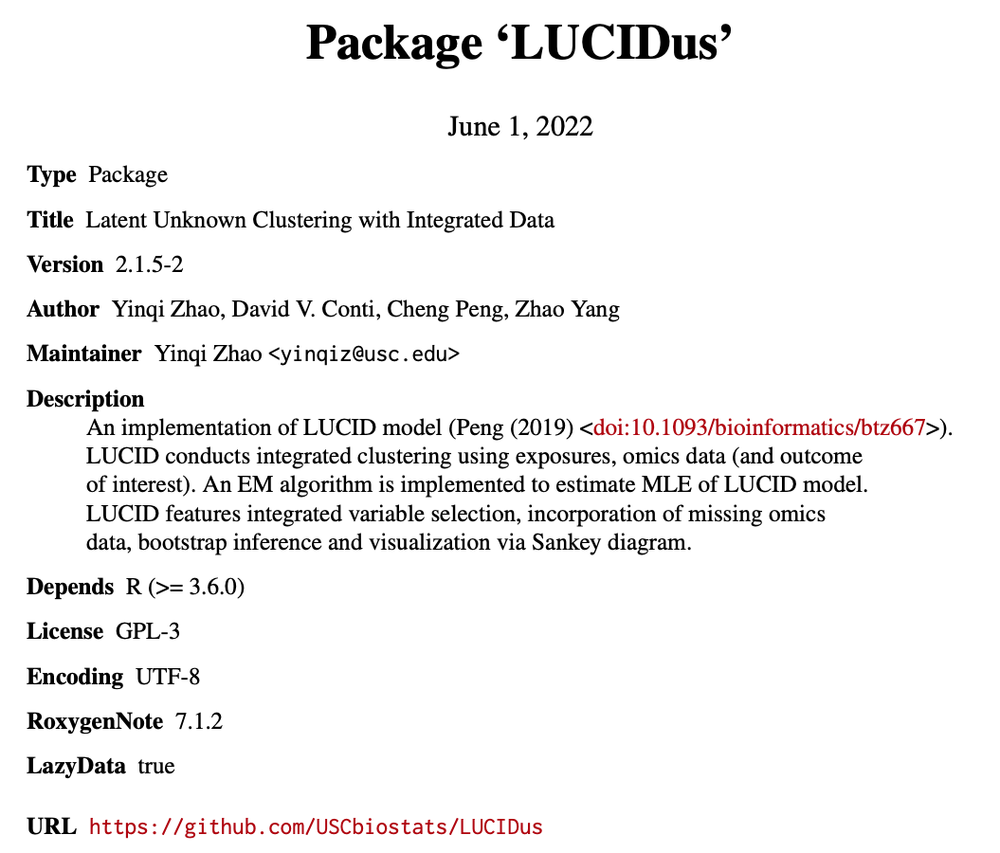 Package ‘LUCIDus’
June 1, 2022
Type Package
Title Latent Unknown Clustering with Integrated Data
Version 2.1.5-2
Author Yinqi Zhao, David V. Conti, Cheng Peng, Zhao Yang
Maintainer Yinqi Zhao <yinqiz@usc.edu>
Description
An implementation of LUCID model (Peng (2019) <doi:10.1093/bioinformatics/btz667>).
LUCID conducts integrated clustering using exposures, omics data (and outcome
of interest). An EM algorithm is implemented to estimate MLE of LUCID model.
LUCID features integrated variable selection, incorporation of missing omics
data, bootstrap inference and visualization via Sankey diagram.
Depends R (>= 3.6.0)
License GPL-3
Encoding UTF-8
RoxygenNote 7.1.2
LazyData true
URL https://github.com/USCbiostats/LUCIDus